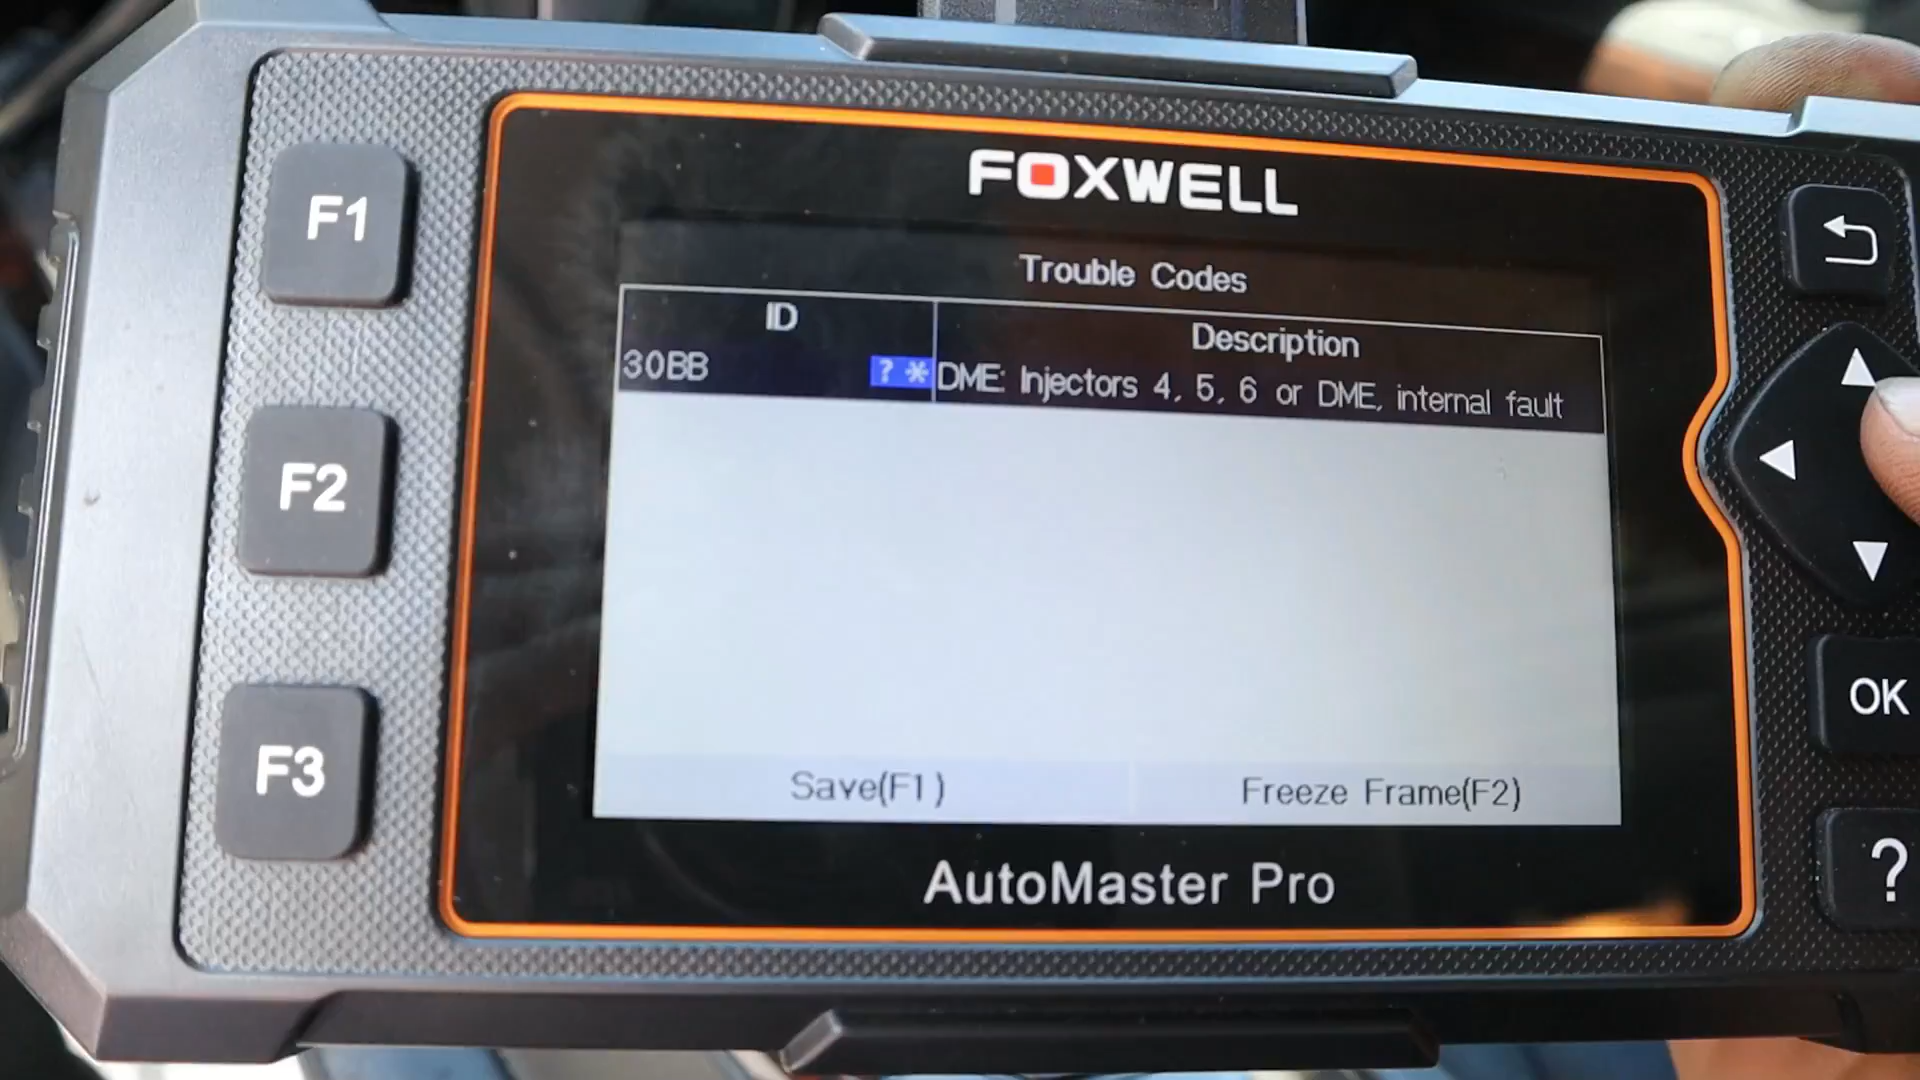 FOXWELL
Trouble Codes
ID Description
30BB ? * DME: Injectors 4, 5, 6 or DME, internal fault
Save(F1) Freeze Frame(F2)
AutoMaster Pro
F1
F2
F3
OK
?